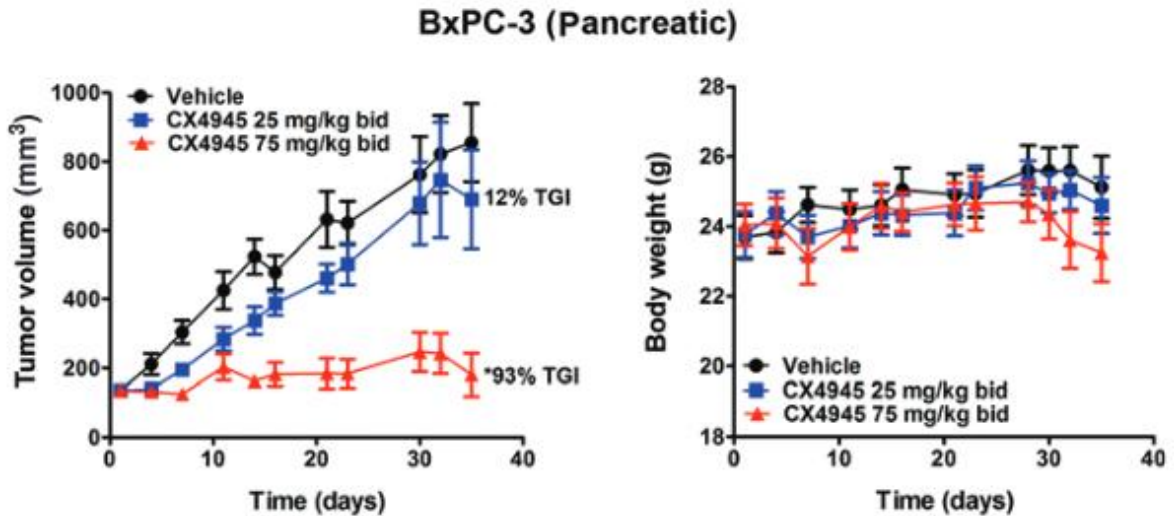 BxPC-3 (Pancreatic)
Tumor volume (mm³)
1000
800
600
400
200
0
Vehicle
CX4945 25 mg/kg bid
CX4945 75 mg/kg bid
12% TGI
*93% TGI
0 10 20 30 40
Time (days)
Body weight (g)
28
26
24
22
20
18
Vehicle
CX4945 25 mg/kg bid
CX4945 75 mg/kg bid
0 10 20 30 40
Time (days)